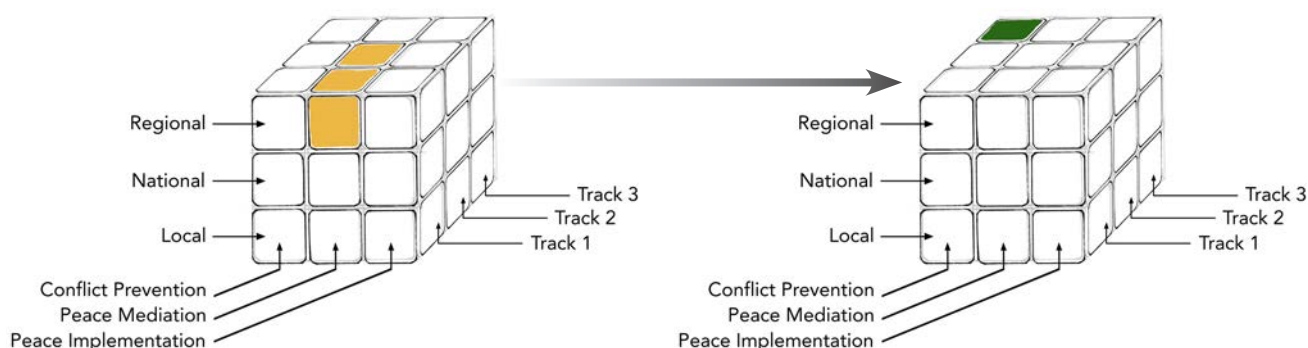 Regional
National
Local
Track 3
Track 2
Track 1
Conflict Prevention
Peace Mediation
Peace Implementation
Regional
National
Local
Track 3
Track 2
Track 1
Conflict Prevention
Peace Mediation
Peace Implementation